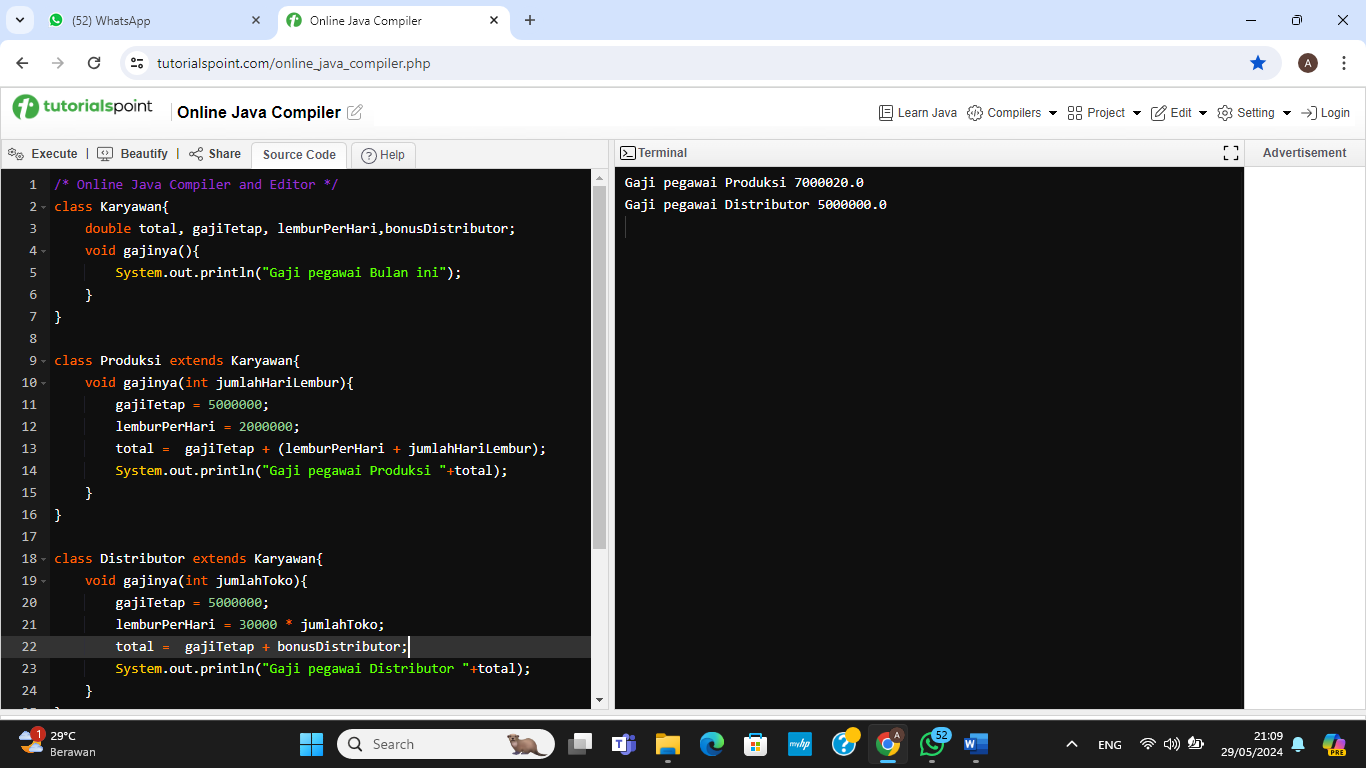 (52) WhatsApp
Online Java Compiler
tutorialspoint.com/online_java_compiler.php
A
tutorialspoint
Online Java Compiler
Learn Java
Compilers
Project
Edit
Setting
Login
Execute | Beautify | Share
Source Code
Help
Terminal
Advertisement
1 /* Online Java Compiler and Editor */
2 class Karyawan{
3     double total, gajiTetap, lemburPerHari,bonusDistributor;
4     void gajinya(){
5         System.out.println("Gaji pegawai Bulan ini");
6     }
7 }
8
9 class Produksi extends Karyawan{
10     void gajinya(int jumlahHariLembur){
11         gajiTetap = 5000000;
12         lemburPerHari = 2000000;
13         total =  gajiTetap + (lemburPerHari + jumlahHariLembur);
14         System.out.println("Gaji pegawai Produksi "+total);
15     }
16 }
17
18 class Distributor extends Karyawan{
19     void gajinya(int jumlahToko){
20         gajiTetap = 5000000;
21         lemburPerHari = 30000 * jumlahToko;
22         total =  gajiTetap + bonusDistributor;
23         System.out.println("Gaji pegawai Distributor "+total);
24     }
Gaji pegawai Produksi 7000020.0
Gaji pegawai Distributor 5000000.0
1
29°C
Berawan
Search
myhp
A
52
ENG
21:09
29/05/2024
PRE